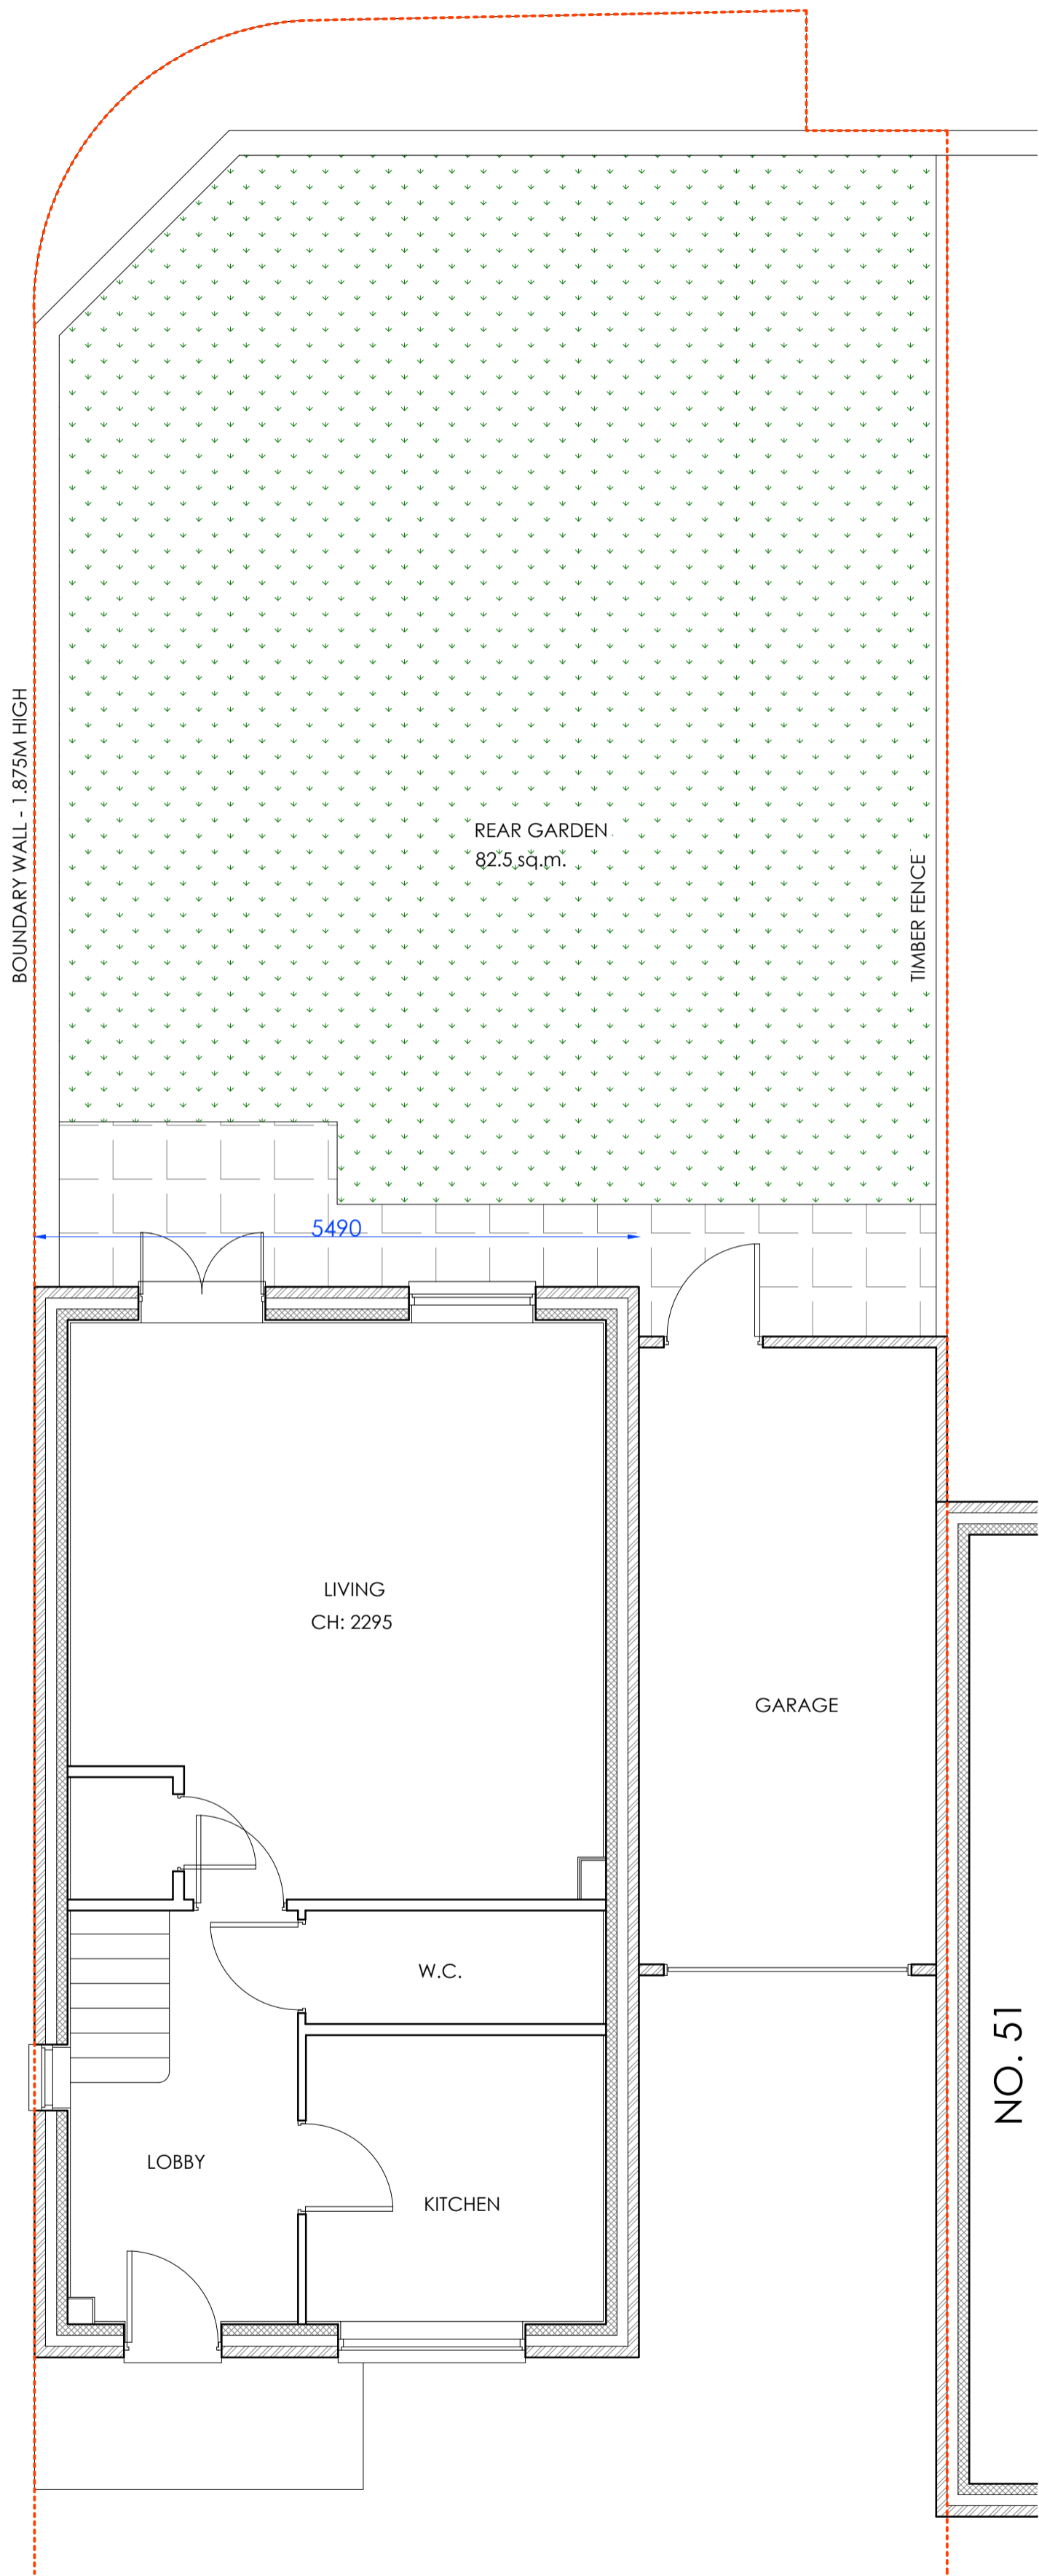 BOUNDARY WALL - 1.875M HIGH
REAR GARDEN
82.5 sq.m.
TIMBER FENCE
5490
LIVING
CH: 2295
GARAGE
W.C.
NO. 51
LOBBY
KITCHEN